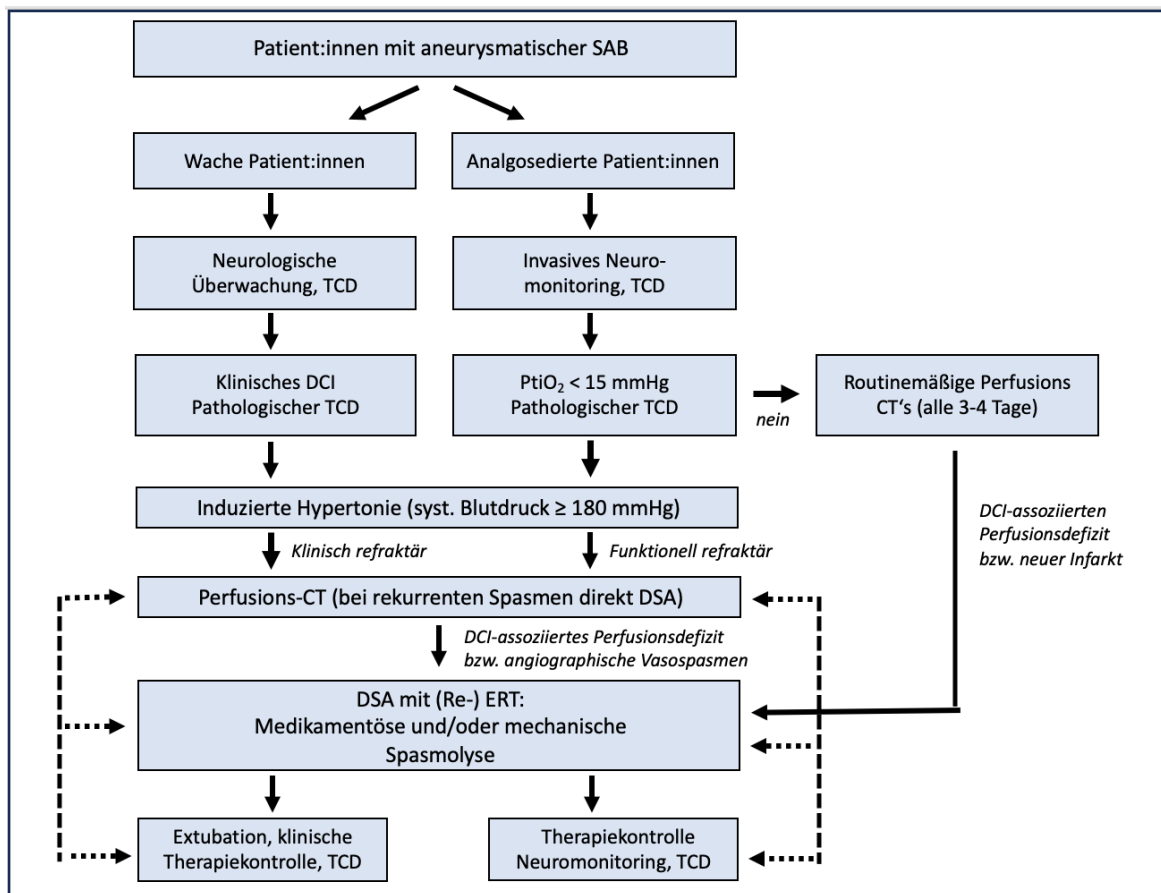 Patient:innen mit aneurysmatischer SAB
Wache Patient:innen
Analgosedierte Patient:innen
Neurologische
Überwachung, TCD
Invasives Neuro-
monitoring, TCD
Klinisches DCI
Pathologischer TCD
PtiO₂ < 15 mmHg
Pathologischer TCD
nein
Routinemäßige Perfusions
CT‘s (alle 3-4 Tage)
Induzierte Hypertonie (syst. Blutdruck ≥ 180 mmHg)
Klinisch refraktär
Funktionell refraktär
DCI-assoziierten
Perfusionsdefizit
bzw. neuer Infarkt
Perfusions-CT (bei rekurrenten Spasmen direkt DSA)
DCI-assoziiertes Perfusionsdefizit
bzw. angiographische Vasospasmen
DSA mit (Re-) ERT:
Medikamentöse und/oder mechanische
Spasmolyse
Extubation, klinische
Therapiekontrolle, TCD
Therapiekontrolle
Neuromonitoring, TCD